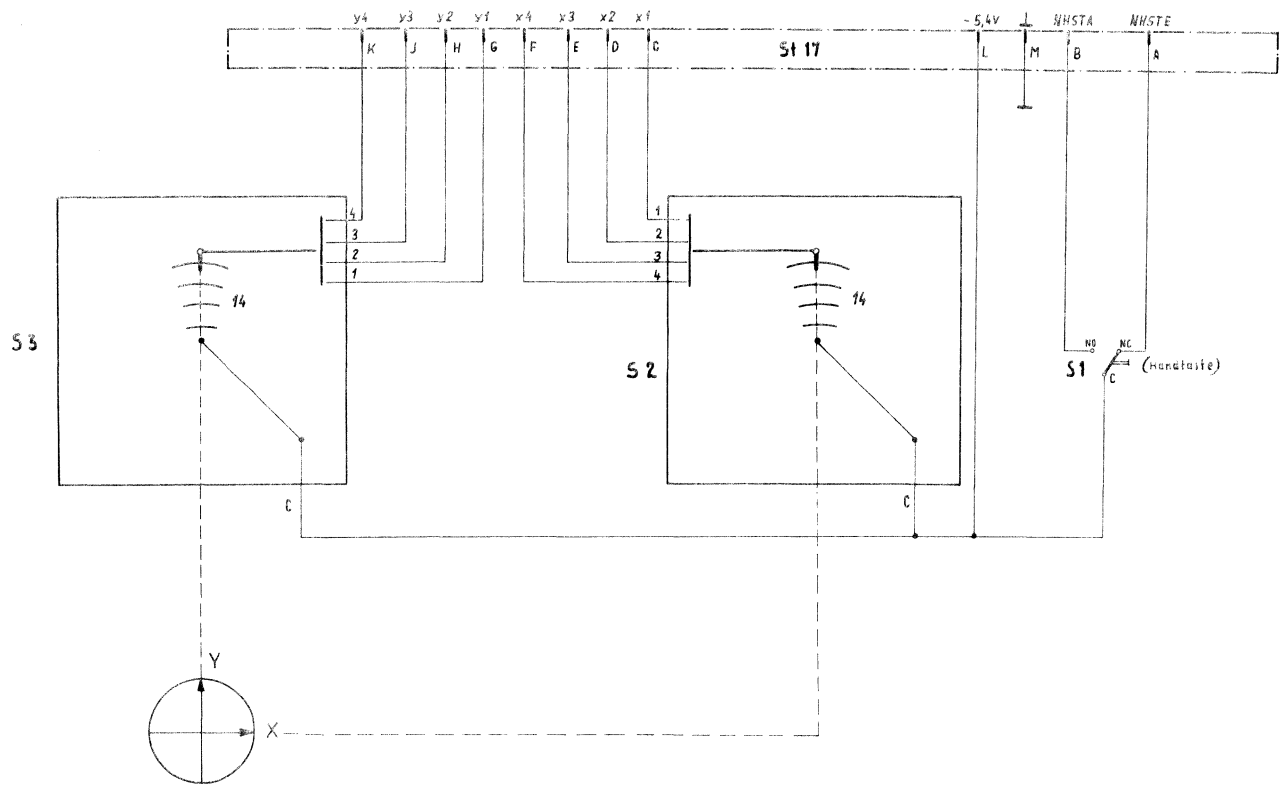 y4 y3 y2 y1 x4 x3 x2 x1 -5,4V ⊥ NHSTA NHSTE
K J H G F E D C St 17 L M B A
4 1
3 2
2 3
1 4
14 14
S3 S2
NO NC
S1 C (Handtaste)
C C
Y
X